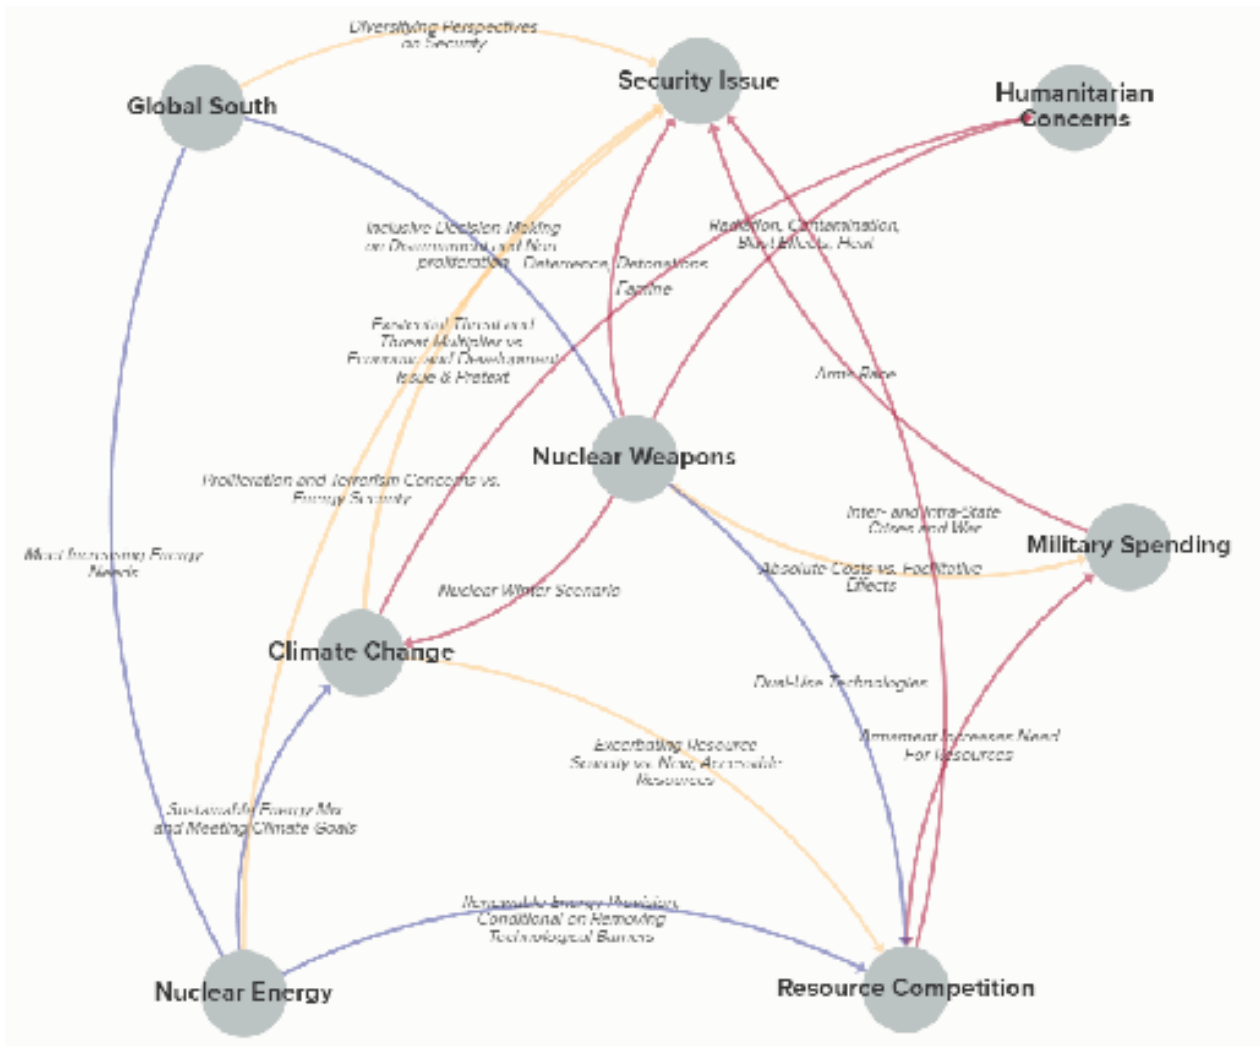 Diversifying Perspectives
on Security
Security Issue
Humanitarian
Concerns
Global South
Inclusive Decision-Making
on Disarmament and Non-
proliferation
Radiation, Contamination,
Blast Effects, Heat
Deterrence, Detonations
Famine
Existential Threat and
Threat Multiplier vs.
Economic and Development
Issue & Pretext
Arms Race
Nuclear Weapons
Proliferation and Terrorism Concerns vs.
Energy Security
Inter- and Intra-State
Crises and War
Military Spending
Meet Increasing Energy
Needs
Absolute Costs vs. Facilitative
Effects
Nuclear Winter Scenario
Climate Change
Dual-Use Technologies
Armament Increases Need
For Resources
Excerbating Resource
Scarcity vs. New, Accessible
Resources
Sustainable Energy Mix
and Meeting Climate Goals
Renewable Energy Provision,
Conditional on Removing
Technological Barriers
Nuclear Energy
Resource Competition